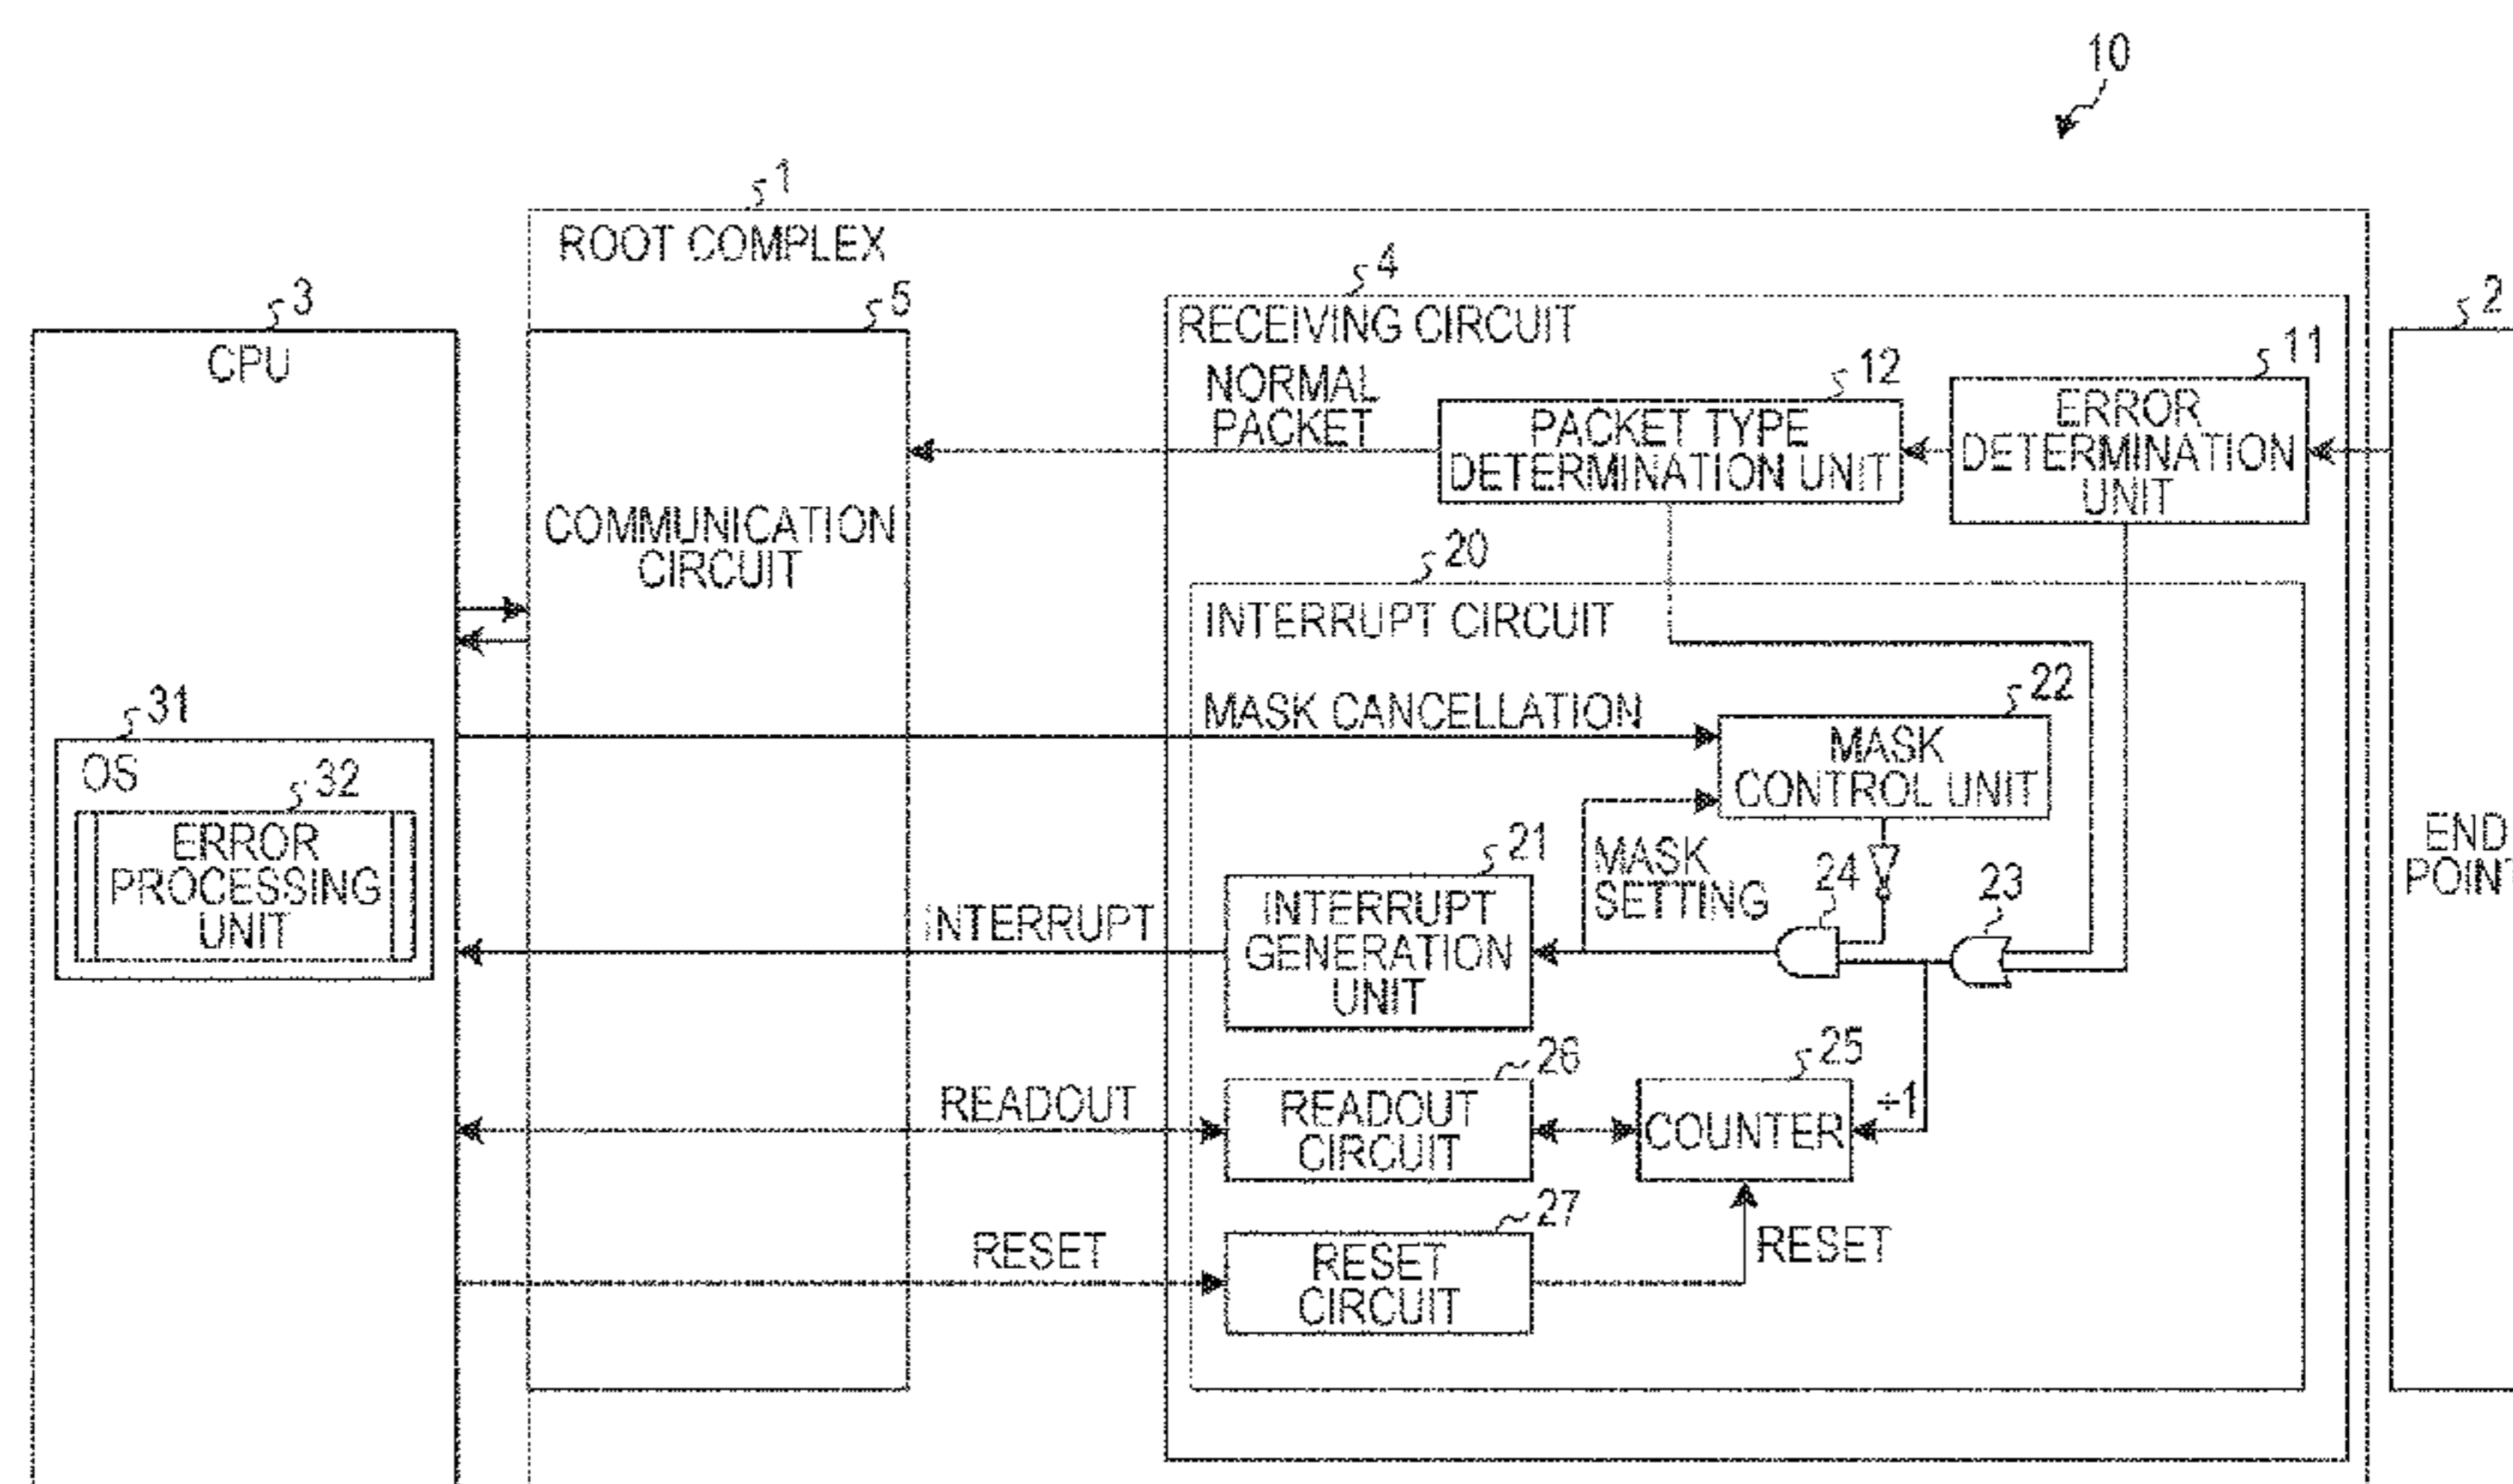 10
1
ROOT COMPLEX
3
CPU
5
COMMUNICATION
CIRCUIT
4
RECEIVING CIRCUIT
NORMAL
PACKET
12
PACKET TYPE
DETERMINATION UNIT
11
ERROR
DETERMINATION
UNIT
2
END
POINT
20
INTERRUPT CIRCUIT
MASK CANCELLATION
22
MASK
CONTROL UNIT
31
OS
32
ERROR
PROCESSING
UNIT
INTERRUPT
21
INTERRUPT
GENERATION
UNIT
MASK
SETTING
24
23
READOUT
26
READOUT
CIRCUIT
25
COUNTER
+1
RESET
27
RESET
CIRCUIT
RESET